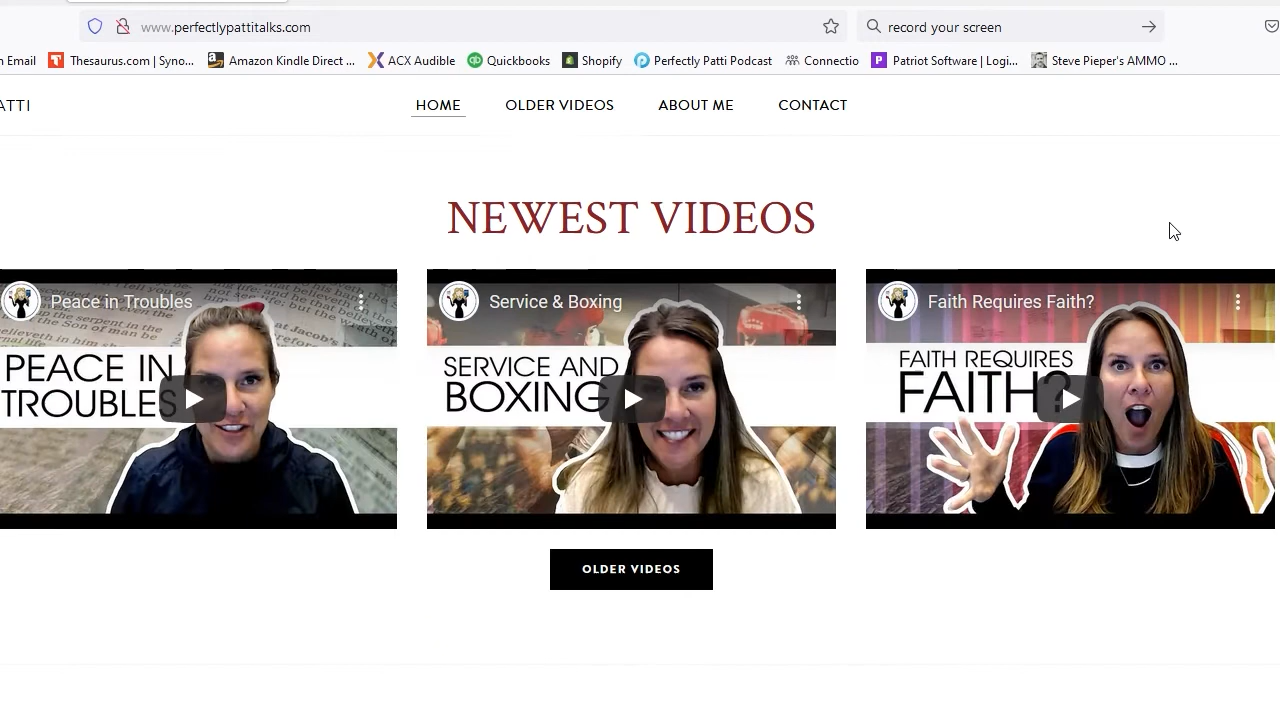 www.perfectlypattitalks.com
record your screen
n Email
Thesaurus.com | Syno...
Amazon Kindle Direct ...
ACX Audible
Quickbooks
Shopify
Perfectly Patti Podcast
Connectio
Patriot Software | Logi...
Steve Pieper's AMMO ...
ATTI
HOME
OLDER VIDEOS
ABOUT ME
CONTACT
NEWEST VIDEOS
Peace in Troubles
PEACE IN
TROUBLES
Service & Boxing
SERVICE AND
BOXING
Faith Requires Faith?
FAITH REQUIRES
FAITH?
OLDER VIDEOS